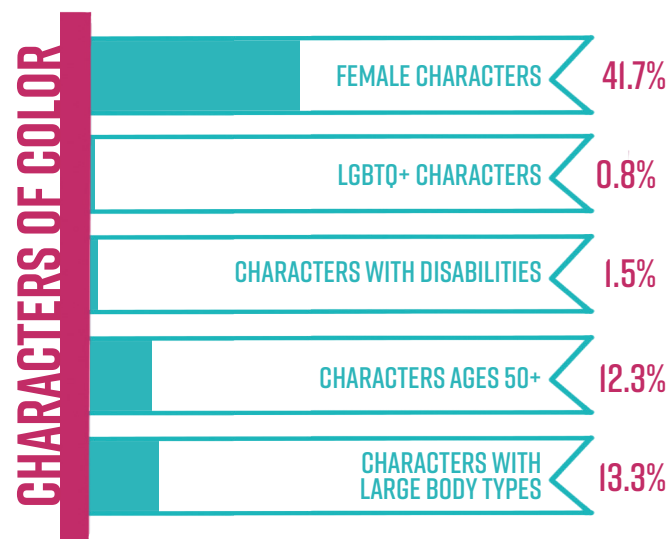 CHARACTERS OF COLOR
FEMALE CHARACTERS
41.7%
LGBTQ+ CHARACTERS
0.8%
CHARACTERS WITH DISABILITIES
1.5%
CHARACTERS AGES 50+
12.3%
CHARACTERS WITH
LARGE BODY TYPES
13.3%